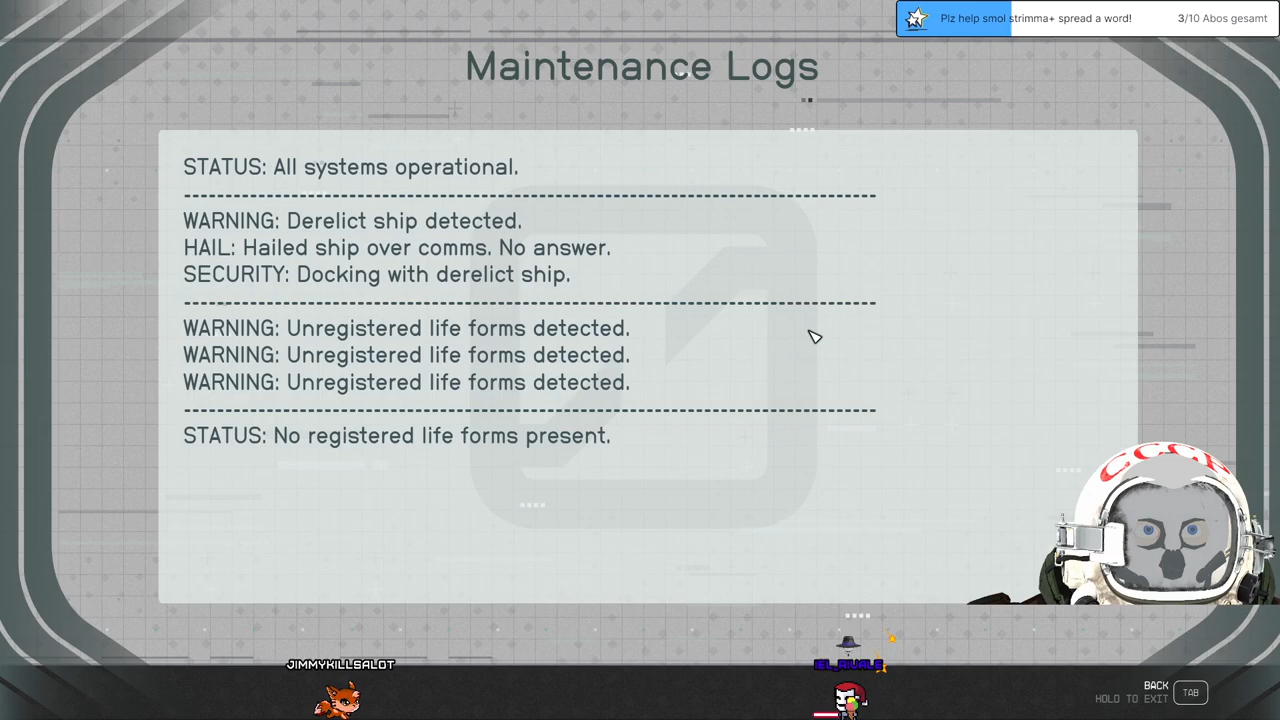 Plz help smol strimma+ spread a word! 3/10 Abos gesamt
Maintenance Logs
STATUS: All systems operational.
WARNING: Derelict ship detected.
HAIL: Hailed ship over comms. No answer.
SECURITY: Docking with derelict ship.
WARNING: Unregistered life forms detected.
WARNING: Unregistered life forms detected.
WARNING: Unregistered life forms detected.
STATUS: No registered life forms present.
CCCP
JIMMYKILLSALOT
IEL_RIVALE
BACK
HOLD TO EXIT TAB